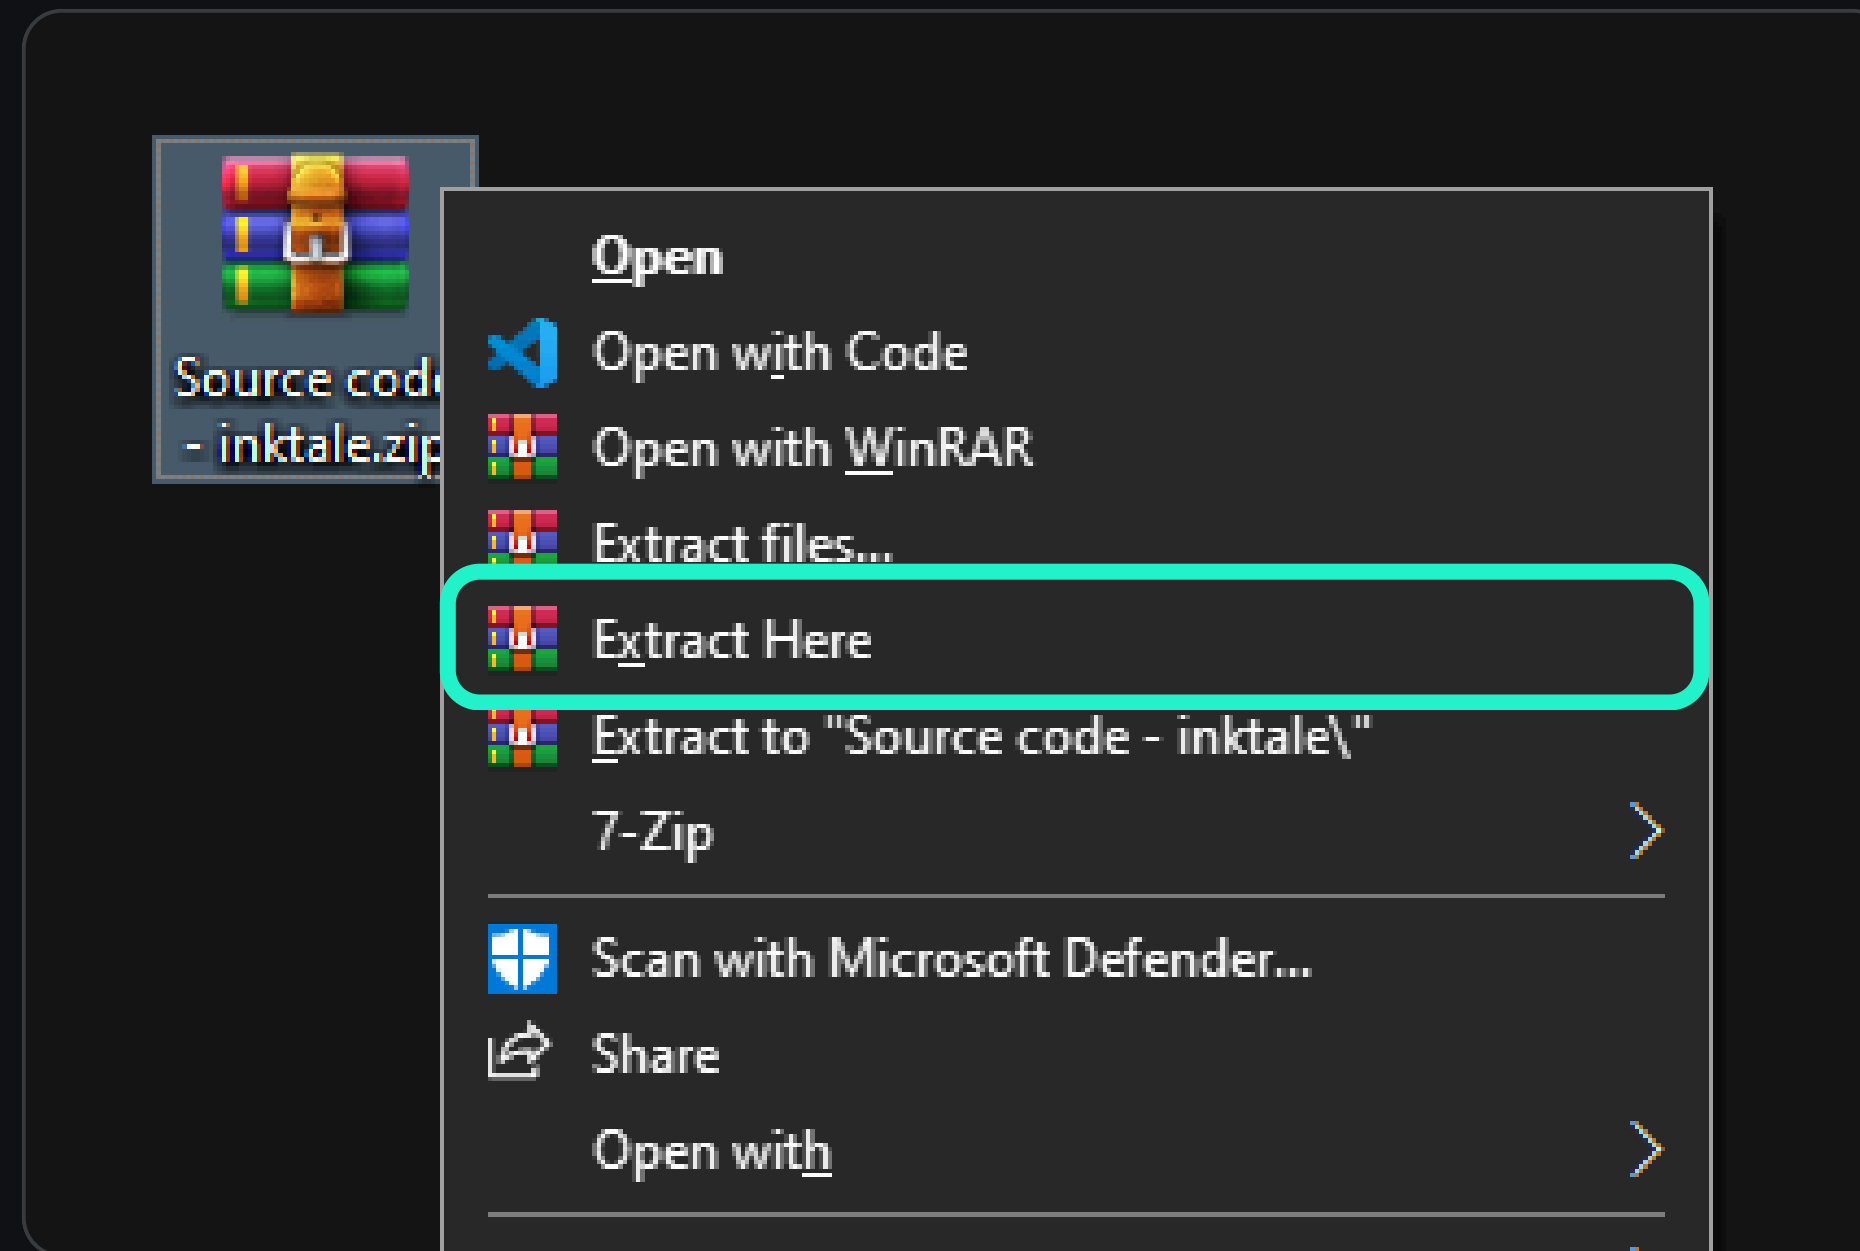 Source code
- inktale.zip
Open
Open with Code
Open with WinRAR
Extract files...
Extract Here
Extract to "Source code - inktale\"
7-Zip
Scan with Microsoft Defender...
Share
Open with